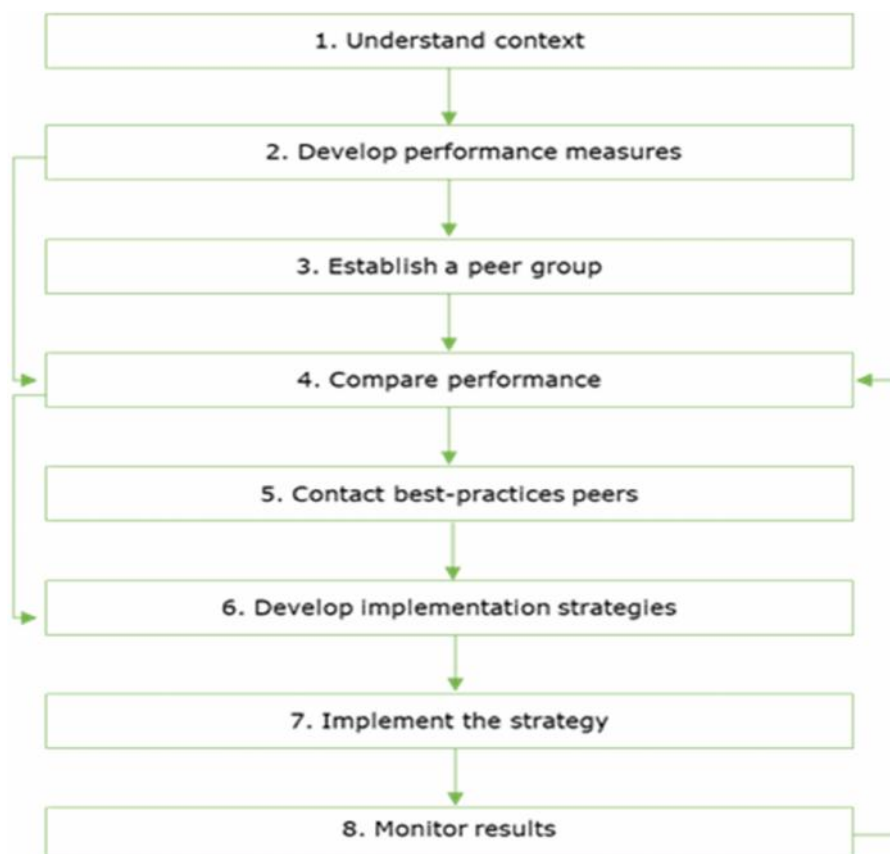 1. Understand context
2. Develop performance measures
3. Establish a peer group
4. Compare performance
5. Contact best-practices peers
6. Develop implementation strategies
7. Implement the strategy
8. Monitor results